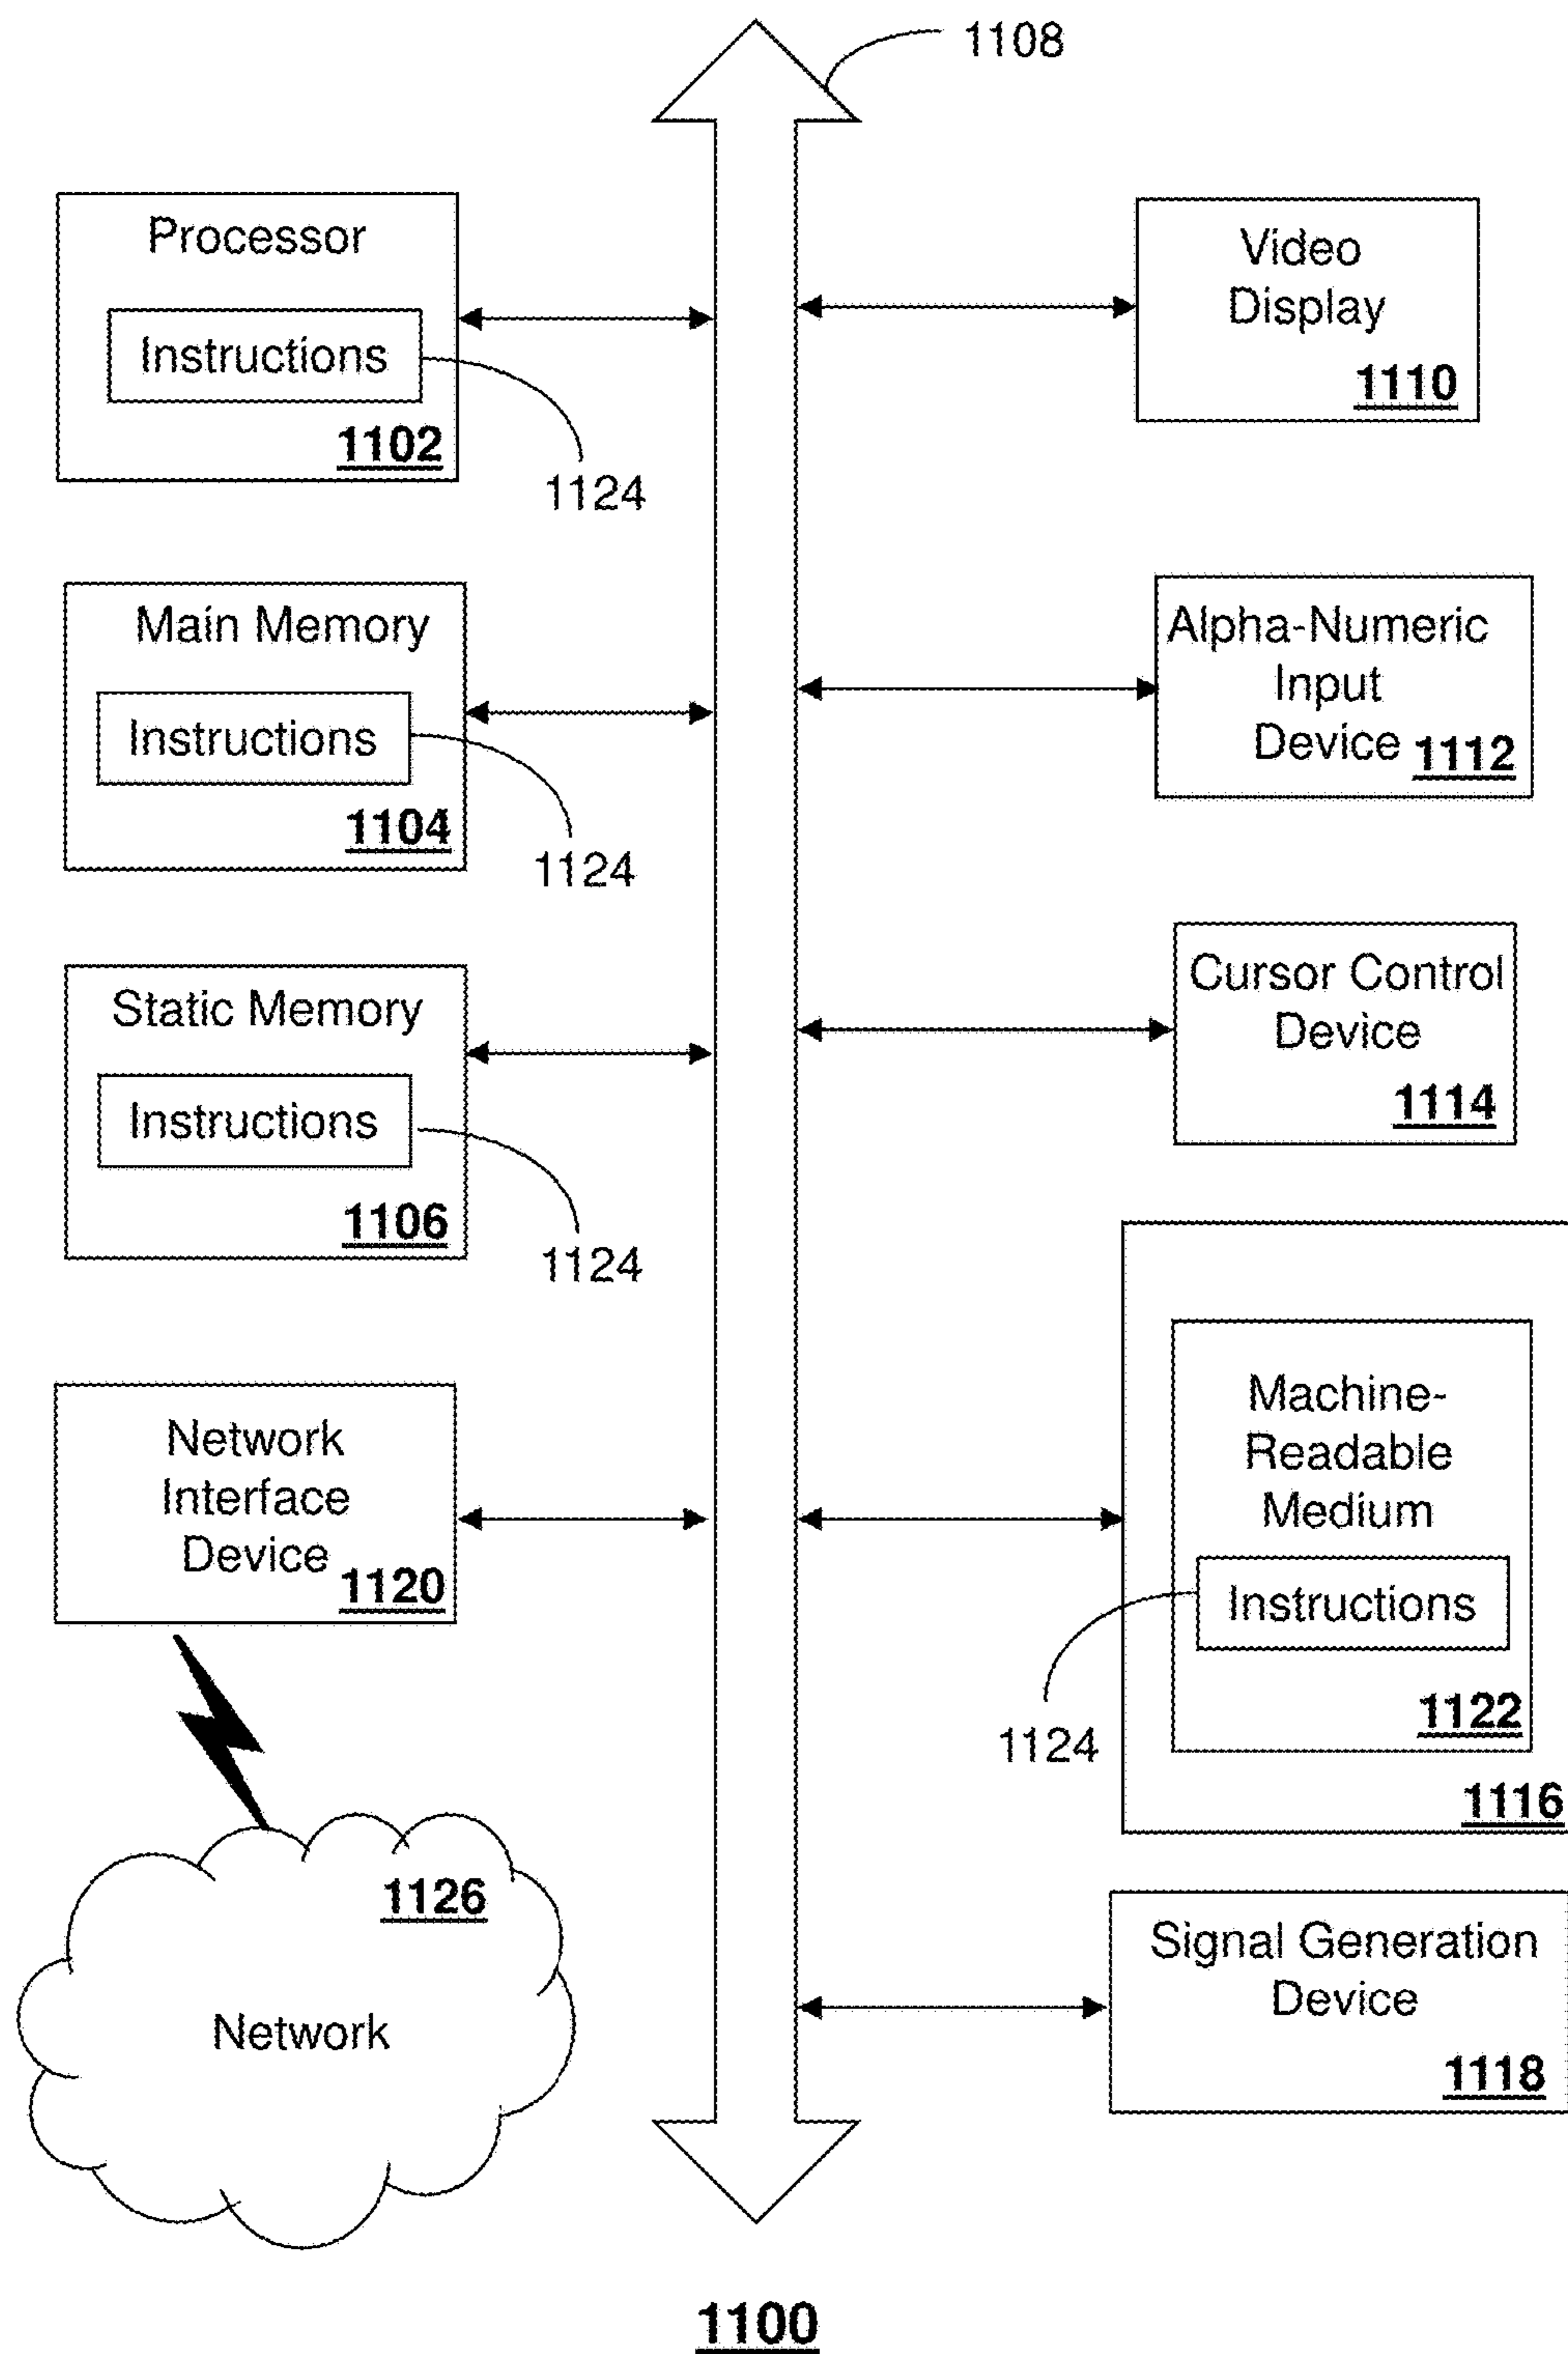 1108
Processor
Instructions
1102
1124
Main Memory
Instructions
1104
1124
Static Memory
Instructions
1106
1124
Network
Interface
Device
1120
1126
Network
Video
Display
1110
Alpha-Numeric
Input
Device 1112
Cursor Control
Device
1114
Machine-
Readable
Medium
Instructions
1124
1122
1116
Signal Generation
Device
1118
1100